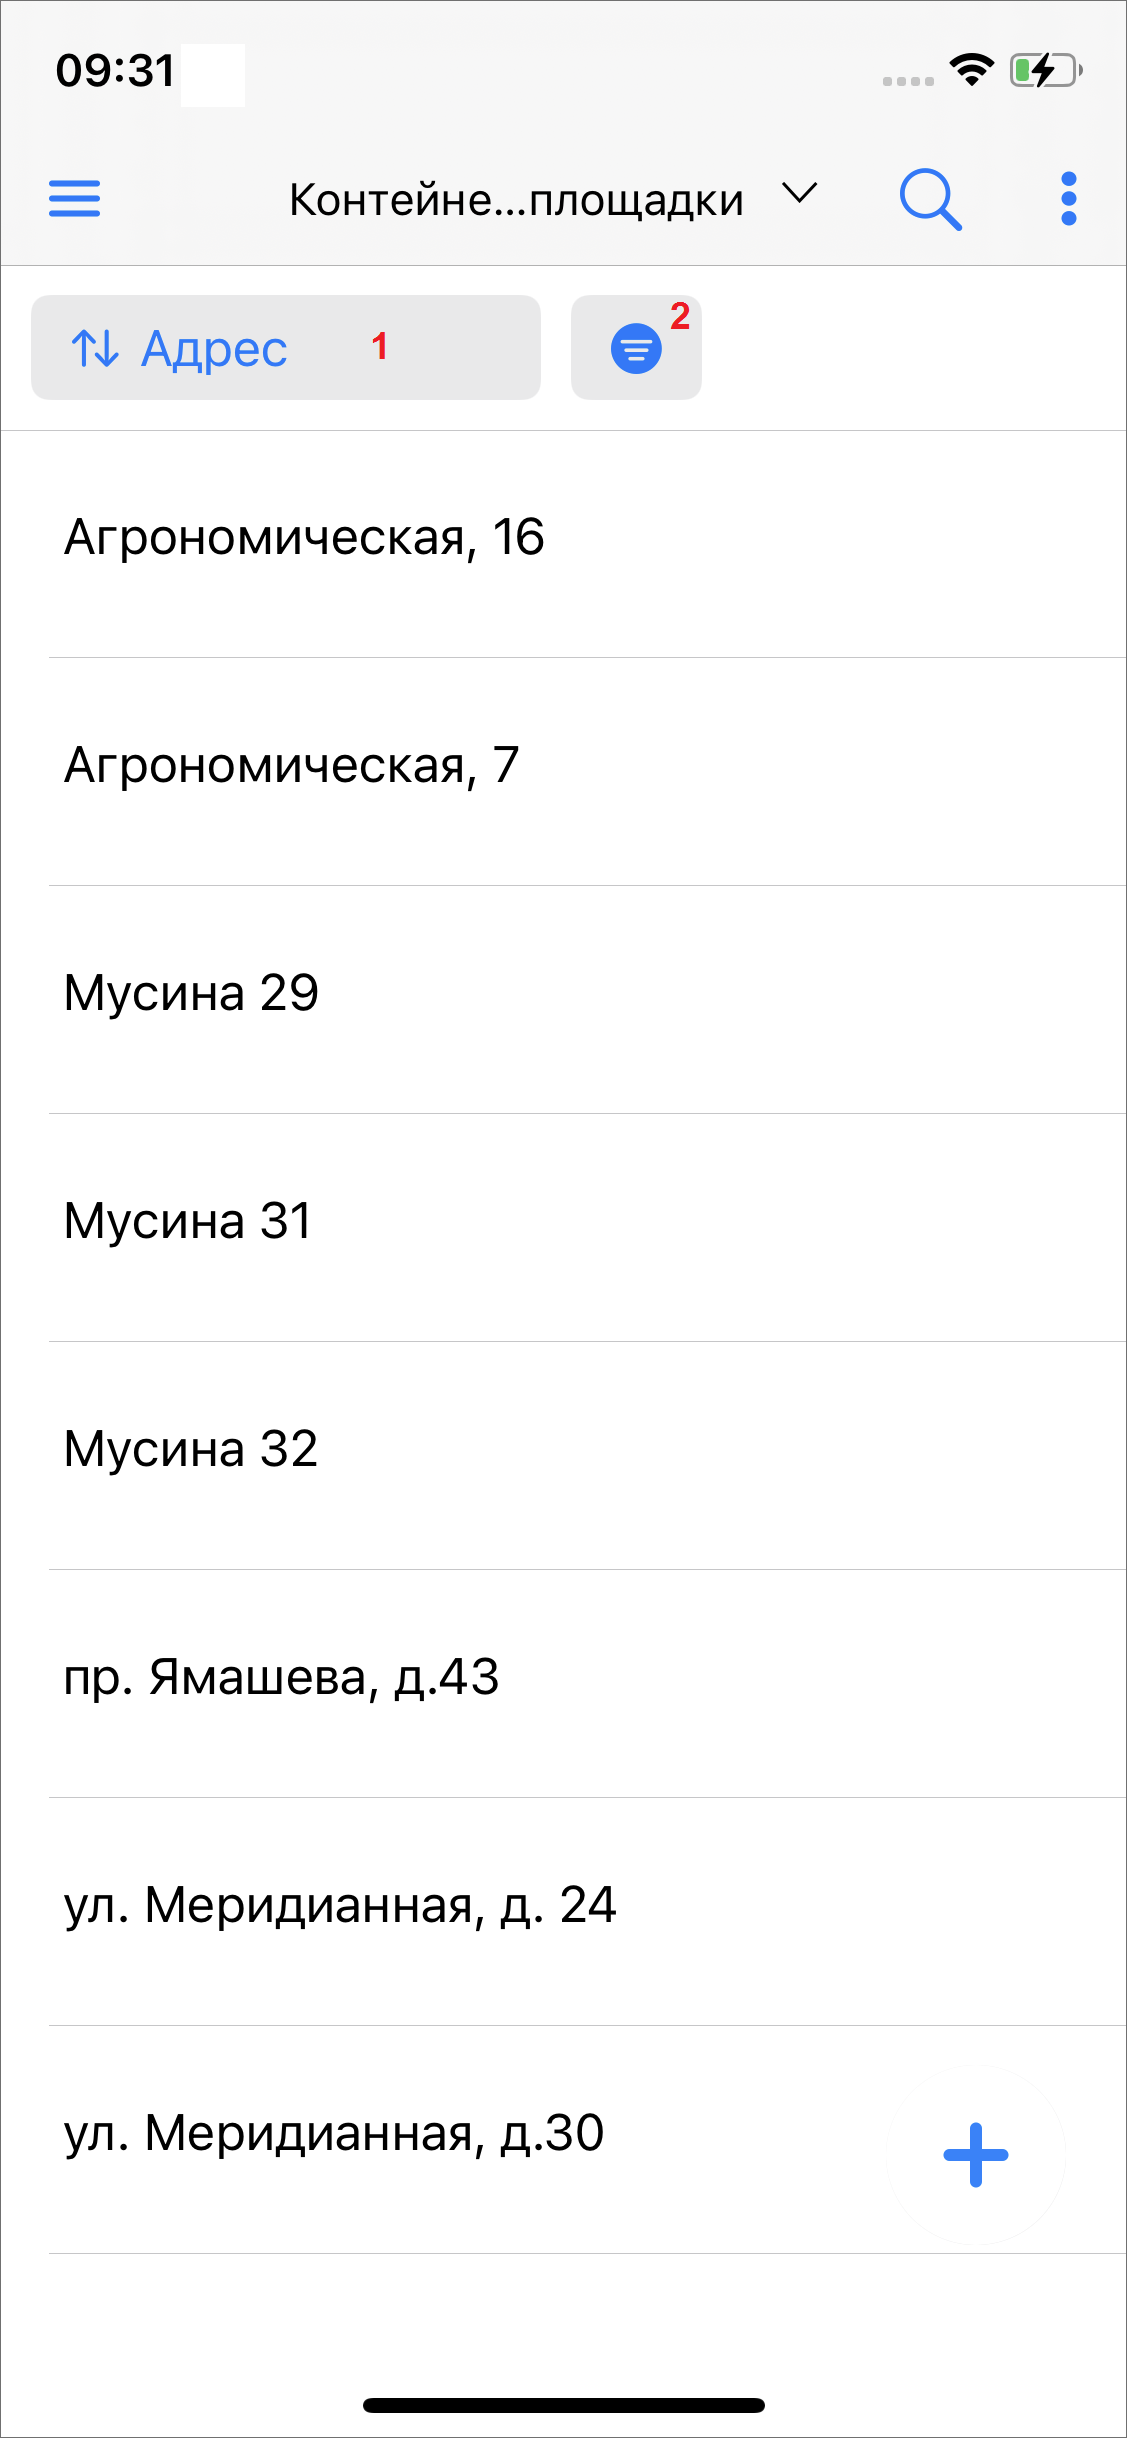 09:31
Контейне...площадки
Адрес 1
2
Агрономическая, 16
Агрономическая, 7
Мусина 29
Мусина 31
Мусина 32
пр. Ямашева, д.43
ул. Меридианная, д. 24
ул. Меридианная, д.30